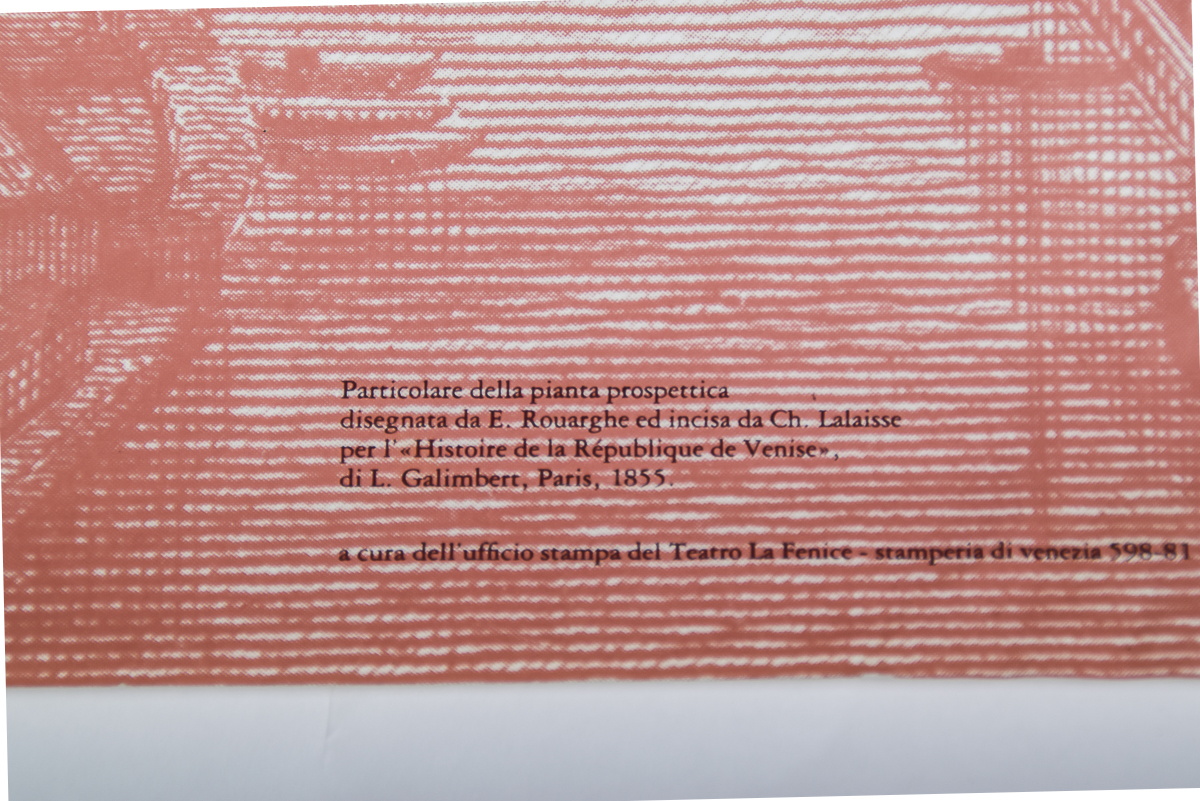 Particolare della pianta prospettica
disegnata da E. Rouarghe ed incisa da Ch. Lalaisse
per l'«Histoire de la République de Venise»,
di L. Galimbert, Paris, 1855.
a cura dell'ufficio stampa del Teatro La Fenice - stamperia di venezia 598-81